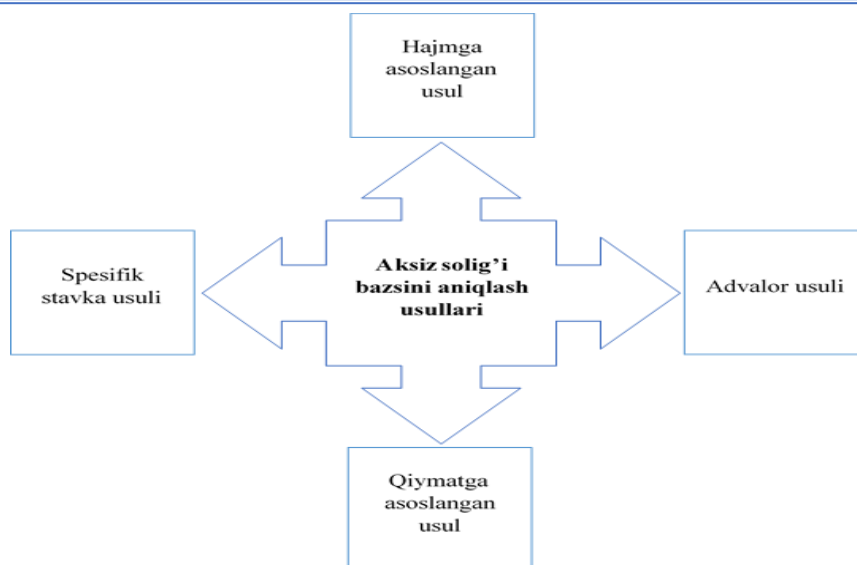 Hajmga
asoslangan
usul
Spesifik
stavka usuli
Aksiz solig’i
bazsini aniqlash
usullari
Advalor usuli
Qiymatga
asoslangan
usul